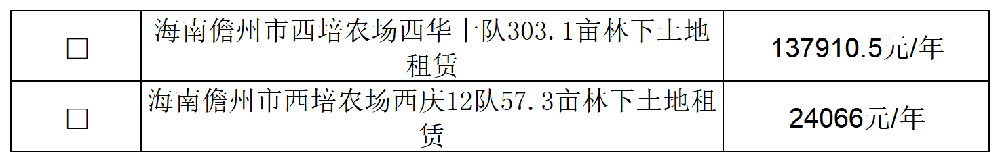 □
海南儋州市西培农场西华十队303.1亩林下土地
租赁
137910.5元/年
□
海南儋州市西培农场西庆12队57.3亩林下土地租
赁
24066元/年